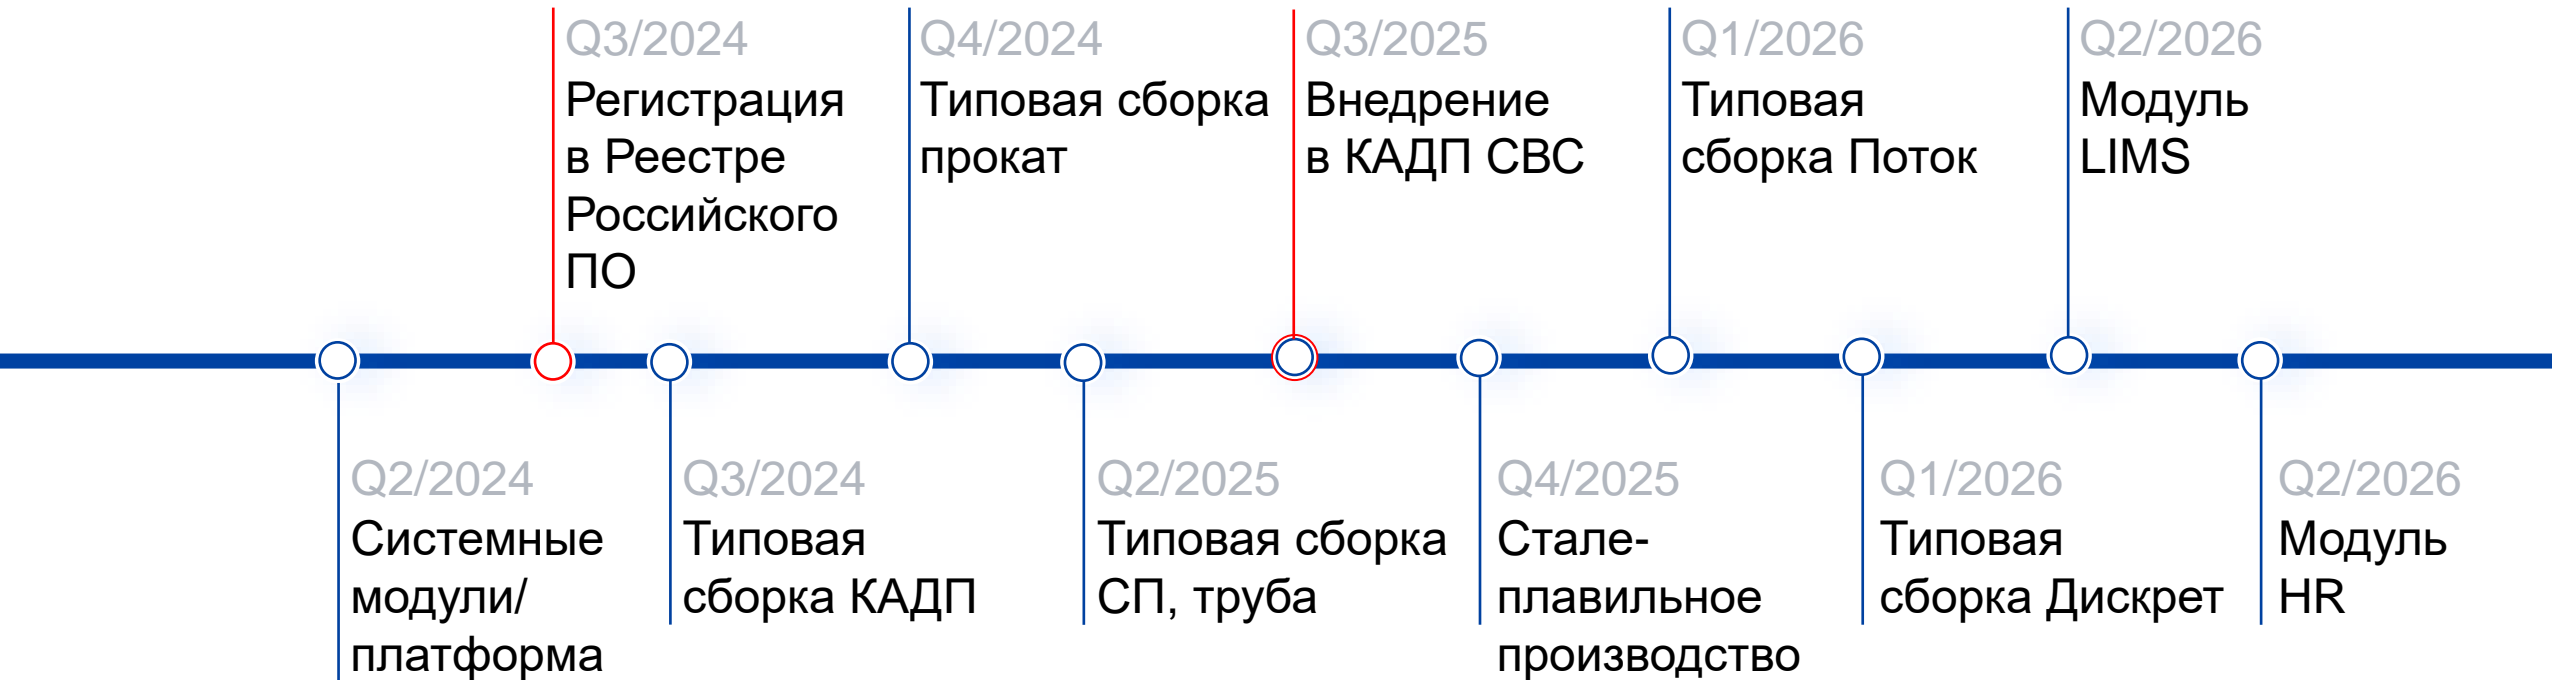 Q3/2024
Регистрация
в Реестре
Российского
ПО
Q4/2024
Типовая сборка
прокат
Q3/2025
Внедрение
в КАДП СВС
Q1/2026
Типовая
сборка Поток
Q2/2026
Модуль
LIMS
Q2/2024
Системные
модули/
платформа
Q3/2024
Типовая
сборка КАДП
Q2/2025
Типовая сборка
СП, труба
Q4/2025
Стале-
плавильное
производство
Q1/2026
Типовая
сборка Дискрет
Q2/2026
Модуль
HR